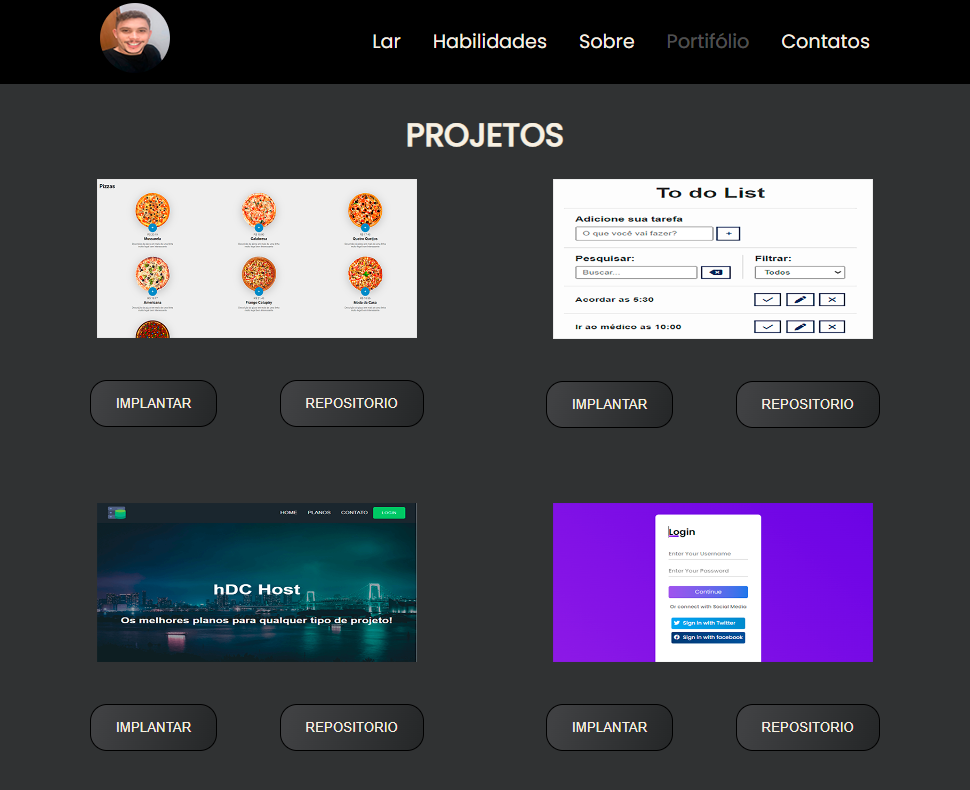 Lar Habilidades Sobre Portifólio Contatos
PROJETOS
Pizzas
Mussarela
Calabresa
Quatro Queijos
Americana
Frango Catupiry
Moda da Casa
To do List
Adicione sua tarefa
O que você vai fazer? +
Pesquisar: Filtrar:
Buscar... Todos
Acordar as 5:30
Ir ao médico as 10:00
IMPLANTAR REPOSITORIO
IMPLANTAR REPOSITORIO
HOME PLANOS CONTATO LOGIN
hDC Host
Os melhores planos para qualquer tipo de projeto!
Login
Enter Your Username
Enter Your Password
Continue
Or connect with Social Media
Sign in with Twitter
Sign in with facebook
IMPLANTAR REPOSITORIO
IMPLANTAR REPOSITORIO